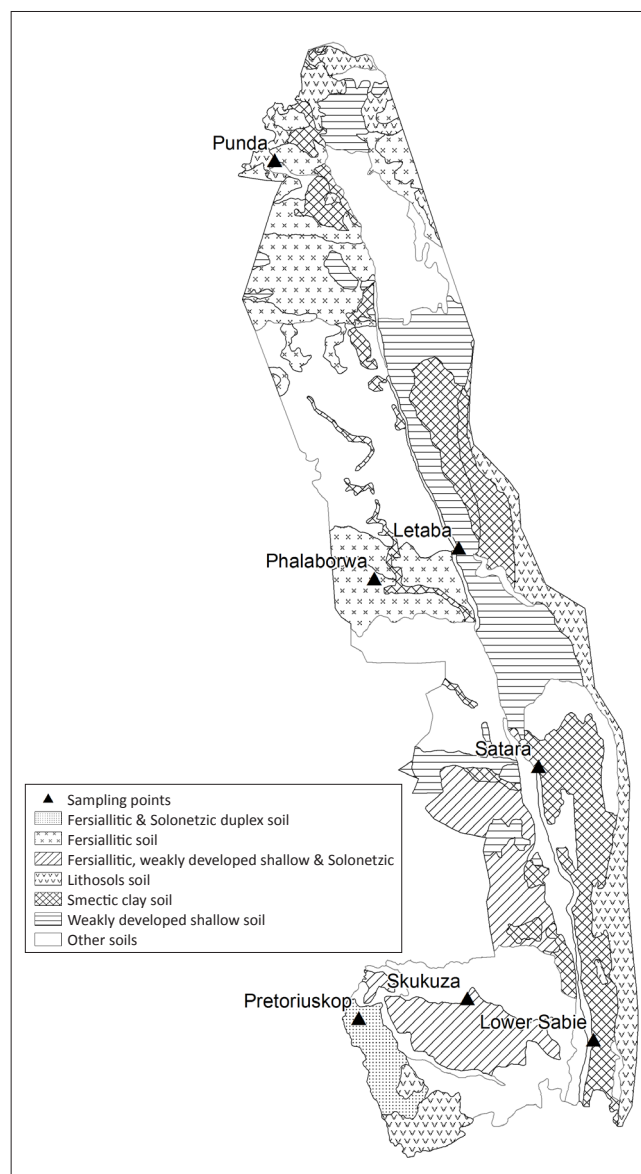 Punda
Letaba
Phalaborwa
Satara
Sampling points
Fersiallitic & Solonetzic duplex soil
Fersiallitic soil
Fersiallitic, weakly developed shallow & Solonetzic
Lithosols soil
Smectic clay soil
Weakly developed shallow soil
Other soils
Skukuza
Pretoriuskop
Lower Sabie